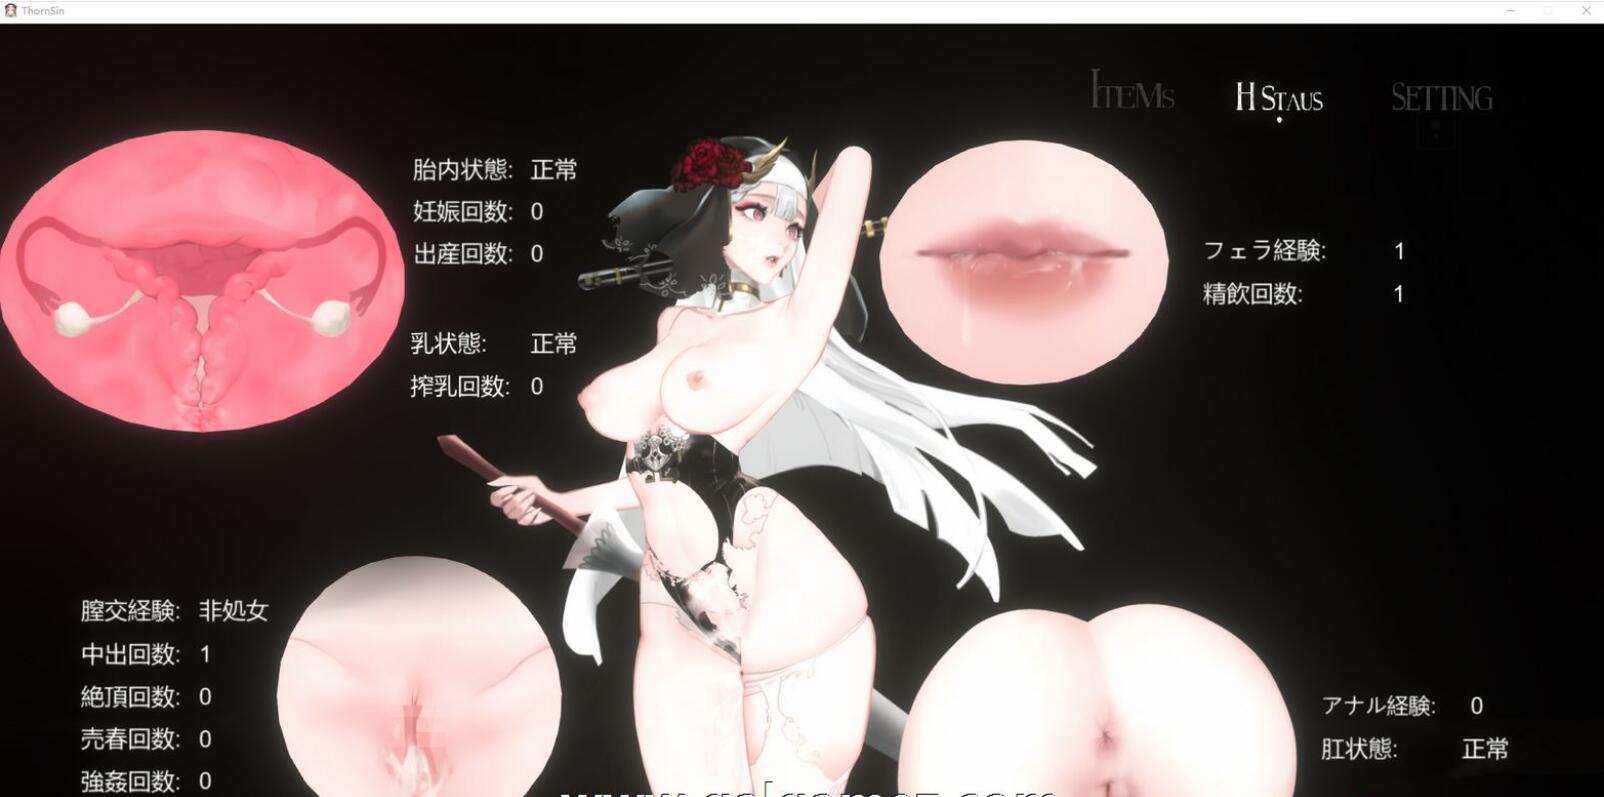 ThornSin
ITEMS
H STAUS
SETTING
胎内状態: 正常
妊娠回数: 0
出産回数: 0
乳状態: 正常
搾乳回数: 0
フェラ経験: 1
精飲回数: 1
膣交経験: 非処女
中出回数: 1
絶頂回数: 0
売春回数: 0
強姦回数: 0
アナル経験: 0
肛状態: 正常